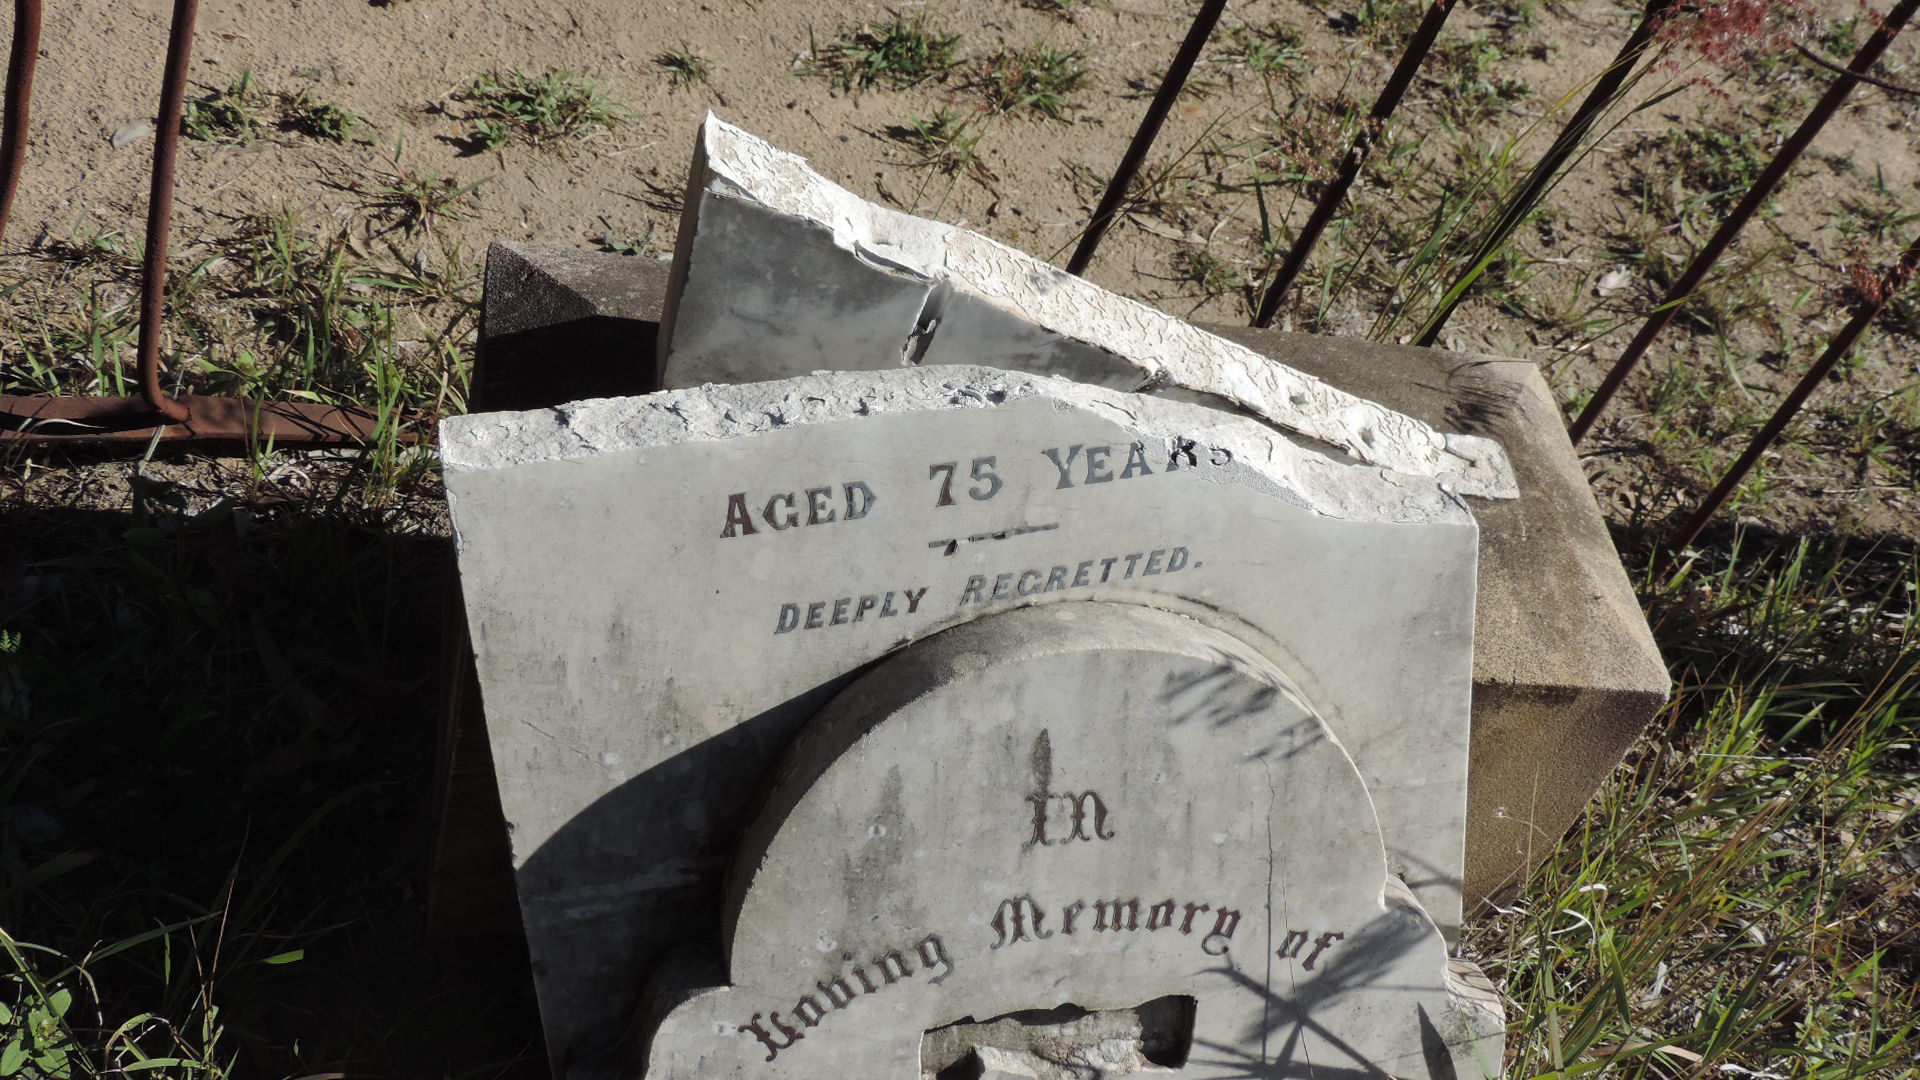 AGED 75 YEARS
DEEPLY REGRETTED.
In
Loving Memory of